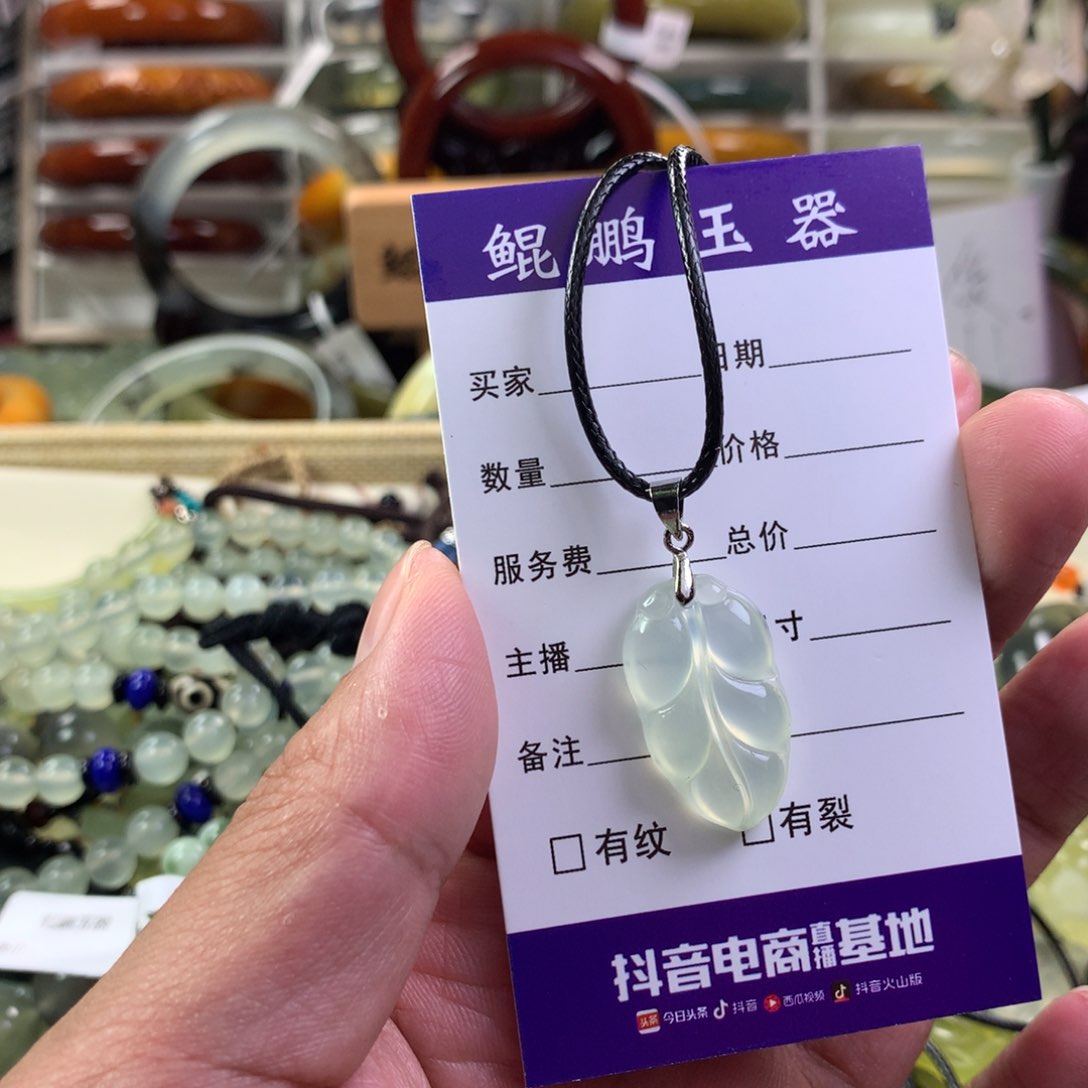 鲲鹏玉器
买家 日期
数量 价格
服务费 总价
主播 寸
备注
有纹 有裂
抖音电商直播基地
头条 今日头条 抖音 西瓜视频 抖音火山版